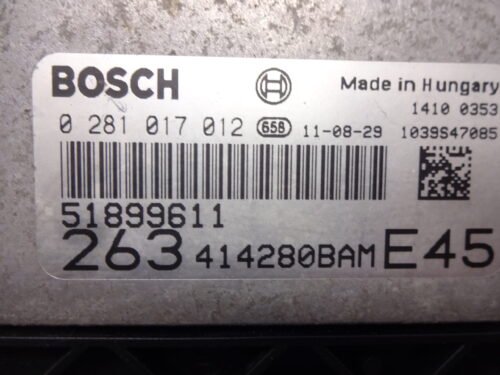 BOSCH
Made in Hungary
1410 0353
0 281 017 012 658 11-08-29 1039S47085
51899611
263 414280BAM E45